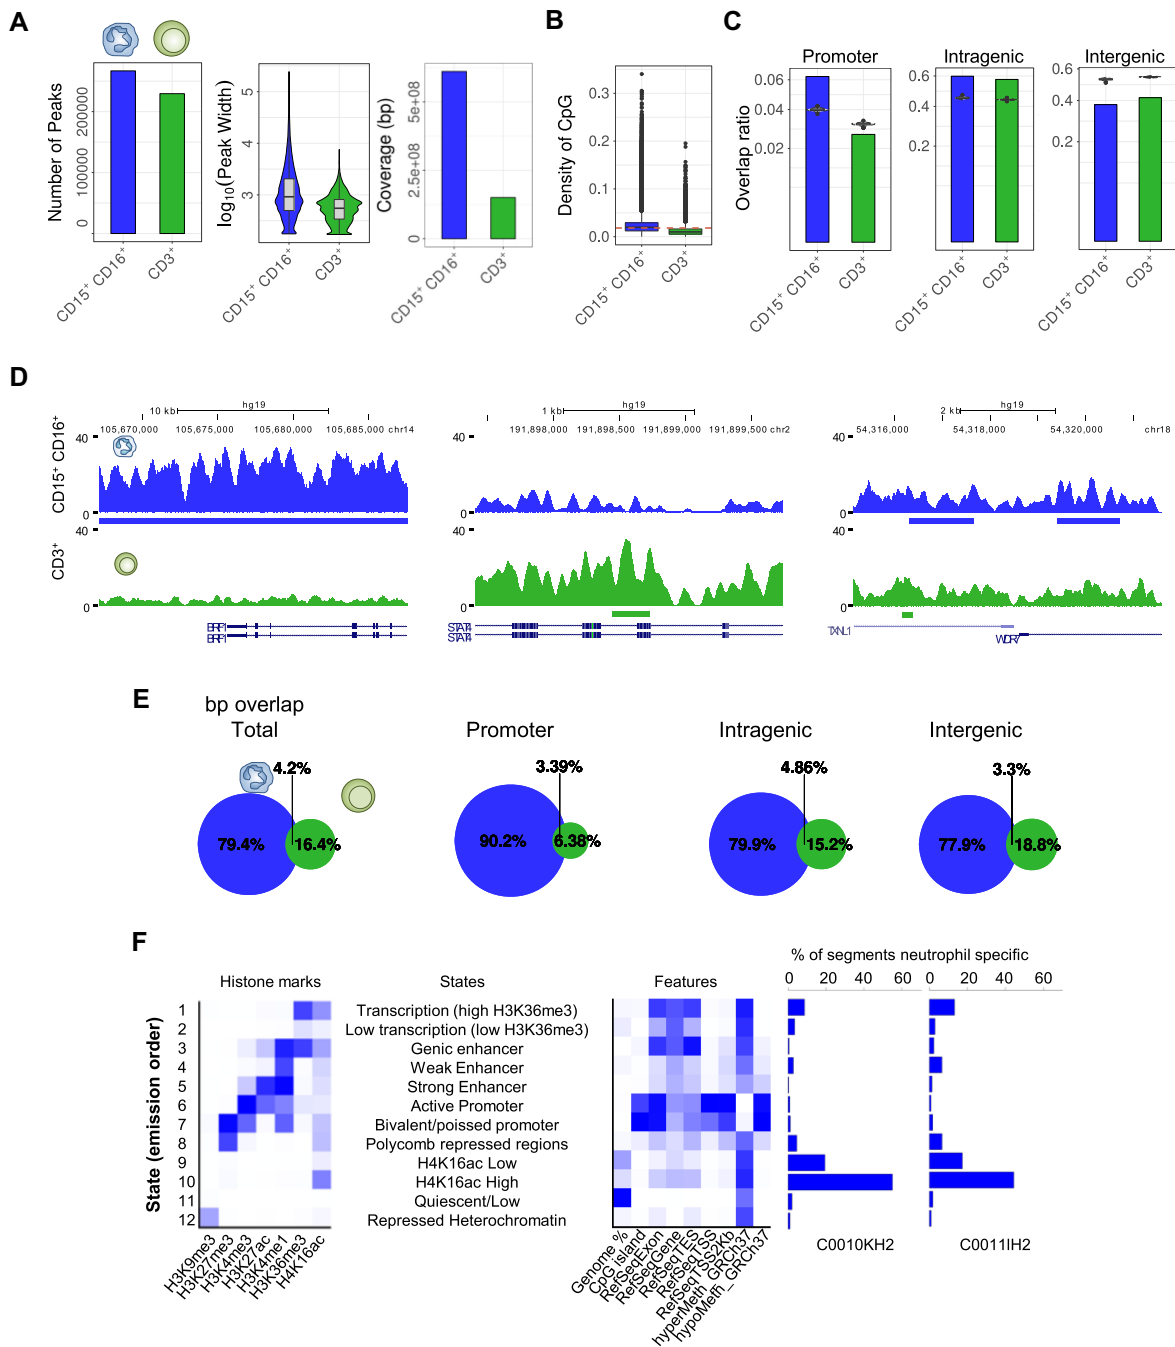 A
Number of Peaks
0
100000
200000
CD15+ CD16+
CD3+
log10(Peak Width)
3
4
5
CD15+ CD16+
CD3+
Coverage (bp)
0
2.5e+08
5e+08
CD15+ CD16+
CD3+
B
Density of CpG
0.3
0.2
0.1
0.0
CD15+ CD16+
CD3+
C
Overlap ratio
Promoter
0.06
0.04
0.02
CD15+ CD16+
CD3+
Intragenic
0.6
0.4
0.2
CD15+ CD16+
CD3+
Intergenic
0.6
0.4
0.2
CD15+ CD16+
CD3+
D
CD15+ CD16+
CD3+
10 kb
hg19
105,670,000 105,675,000 105,680,000 105,685,000 chr14
40
0
40
0
BRF1
BRF1
1 kb
hg19
191,898,000 191,898,500 191,899,000 191,899,500 chr2
40
0
40
0
STAT4
STAT4
2 kb
hg19
54,316,000 54,318,000 54,320,000 chr18
40
0
40
0
TXNL1
WDR7
E
bp overlap
Total
4.2%
79.4%
16.4%
Promoter
3.39%
90.2%
6.38%
Intragenic
4.86%
79.9%
15.2%
Intergenic
3.3%
77.9%
18.8%
F
Histone marks
States
Features
% of segments neutrophil specific
0 20 40 60
0 20 40 60
State (emission order)
1 Transcription (high H3K36me3)
2 Low transcription (low H3K36me3)
3 Genic enhancer
4 Weak Enhancer
5 Strong Enhancer
6 Active Promoter
7 Bivalent/poissed promoter
8 Polycomb repressed regions
9 H4K16ac Low
10 H4K16ac High
11 Quiescent/Low
12 Repressed Heterochromatin
H3K9me3
H3K27me3
H3K4me3
H3K27ac
H3K4me1
H3K36me3
H4K16ac
Genome %
CpG island
RefSeqExon
RefSeqGene
RefSeqTES
RefSeqTSS
RefSeqTSS2Kb
hyperMeth_GRCh37
hypoMeth_GRCh37
C0010KH2
C0011IH2